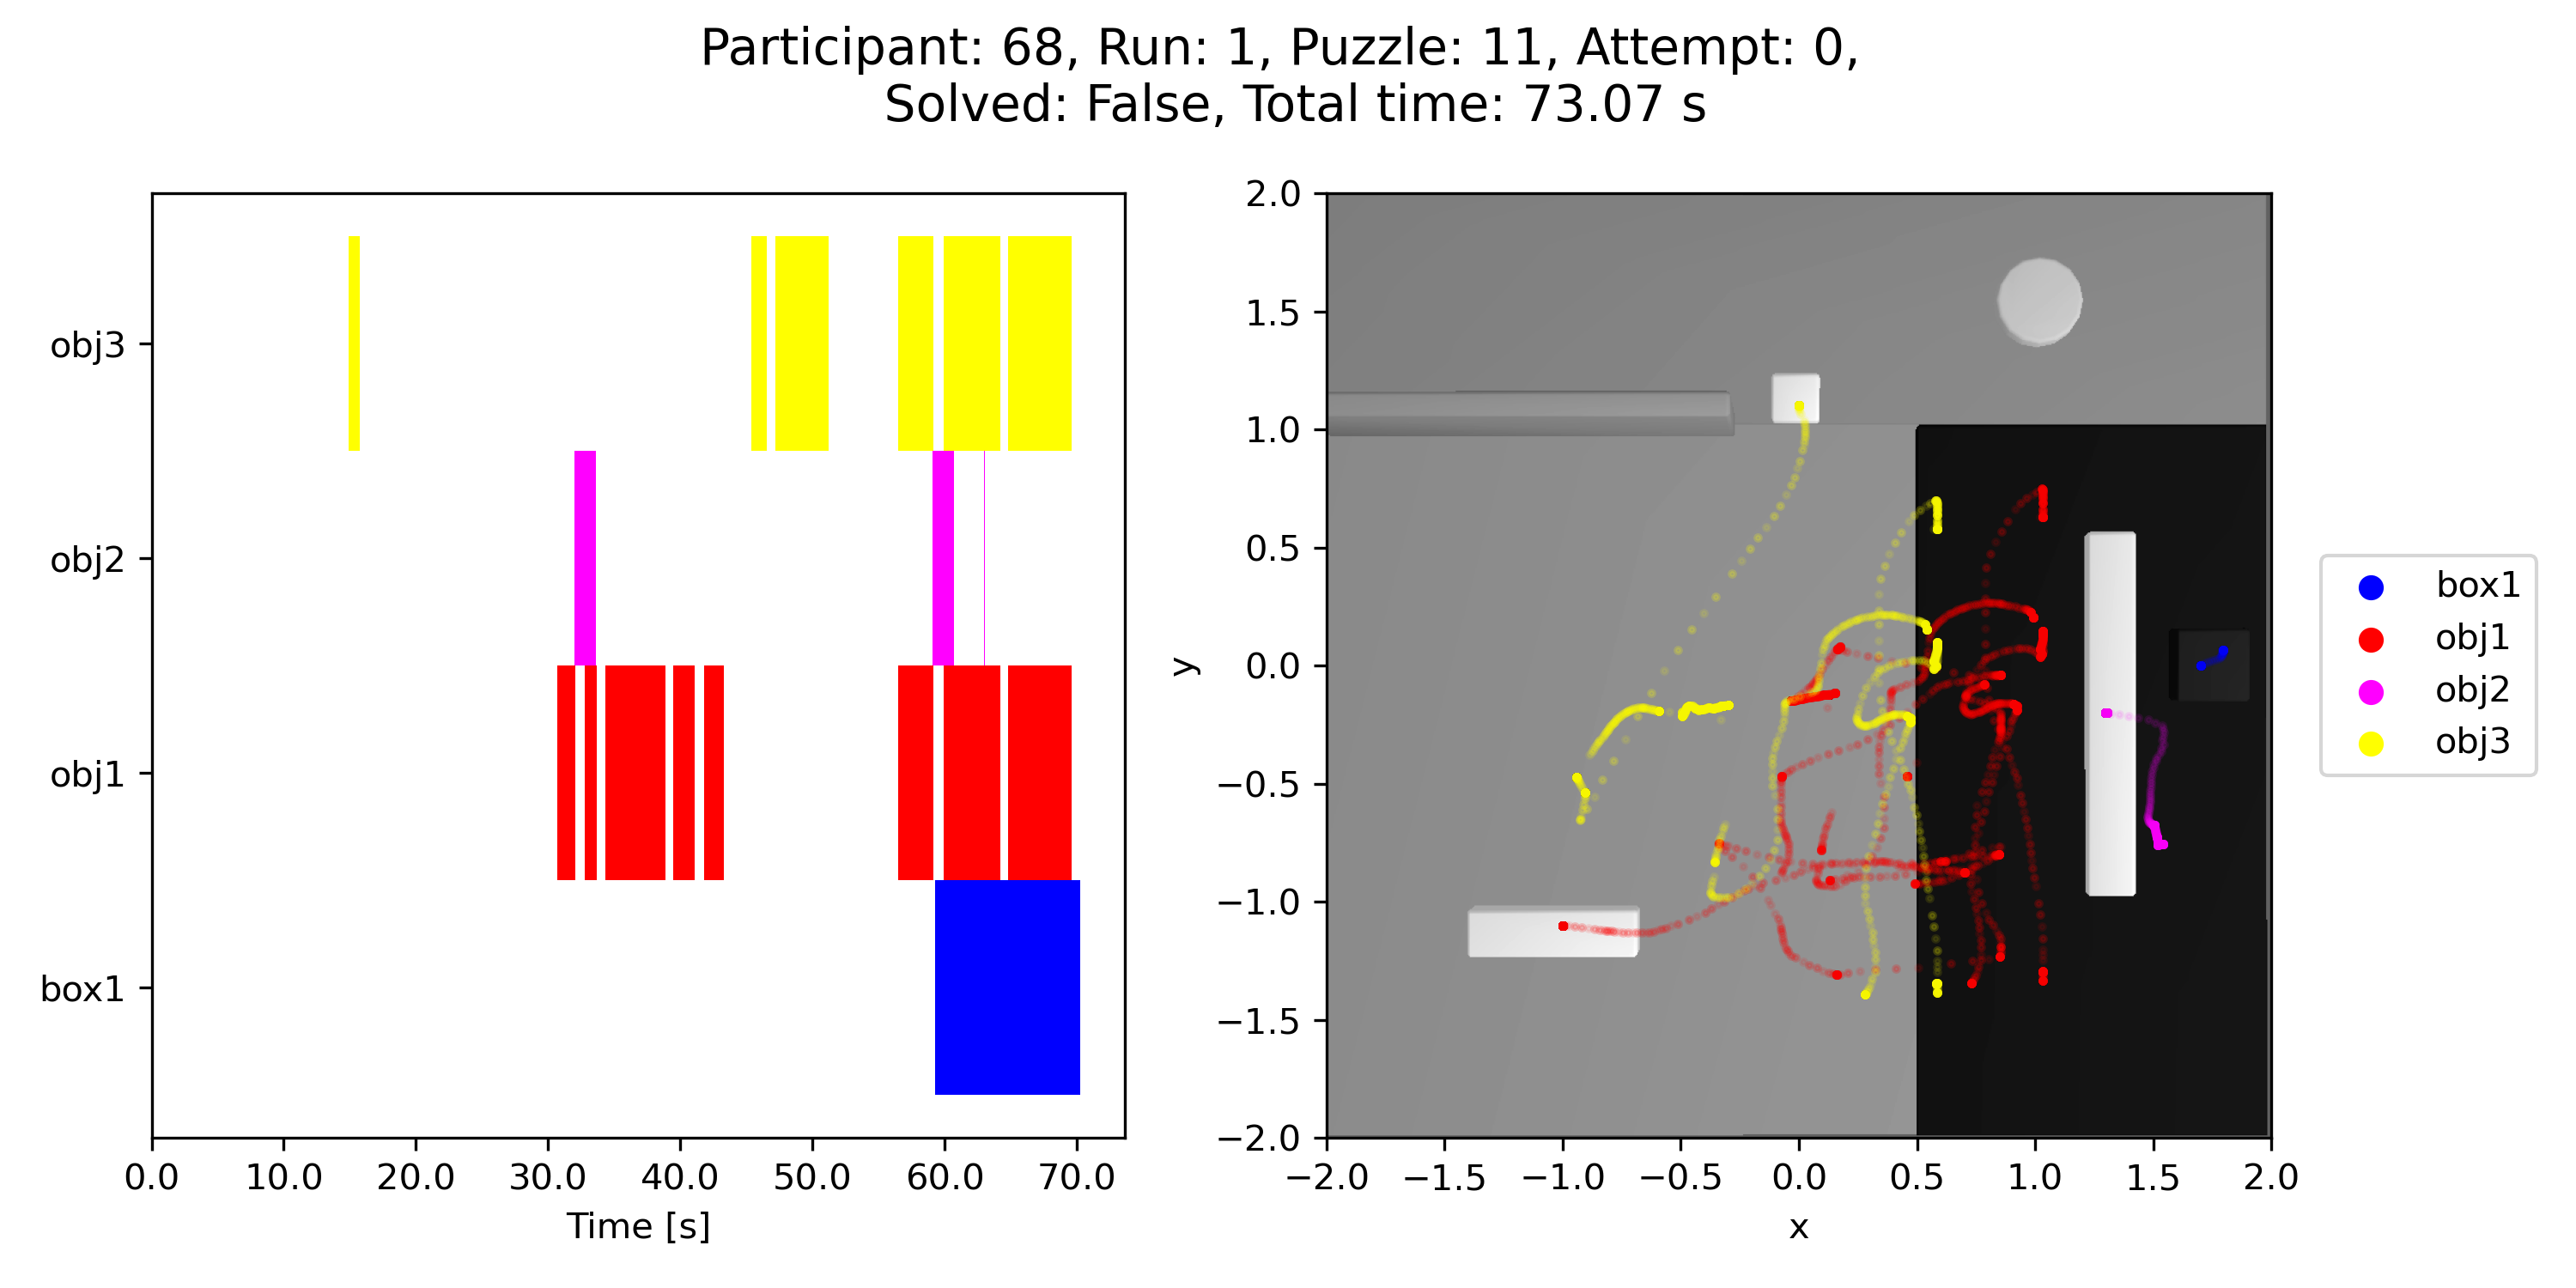 Participant: 68, Run: 1, Puzzle: 11, Attempt: 0,
Solved: False, Total time: 73.07 s
obj3
obj2
obj1
box1
0.0 10.0 20.0 30.0 40.0 50.0 60.0 70.0
Time [s]
2.0
1.5
1.0
0.5
0.0
−0.5
−1.0
−1.5
−2.0
y
−2.0 −1.5 −1.0 −0.5 0.0 0.5 1.0 1.5 2.0
x
box1
obj1
obj2
obj3